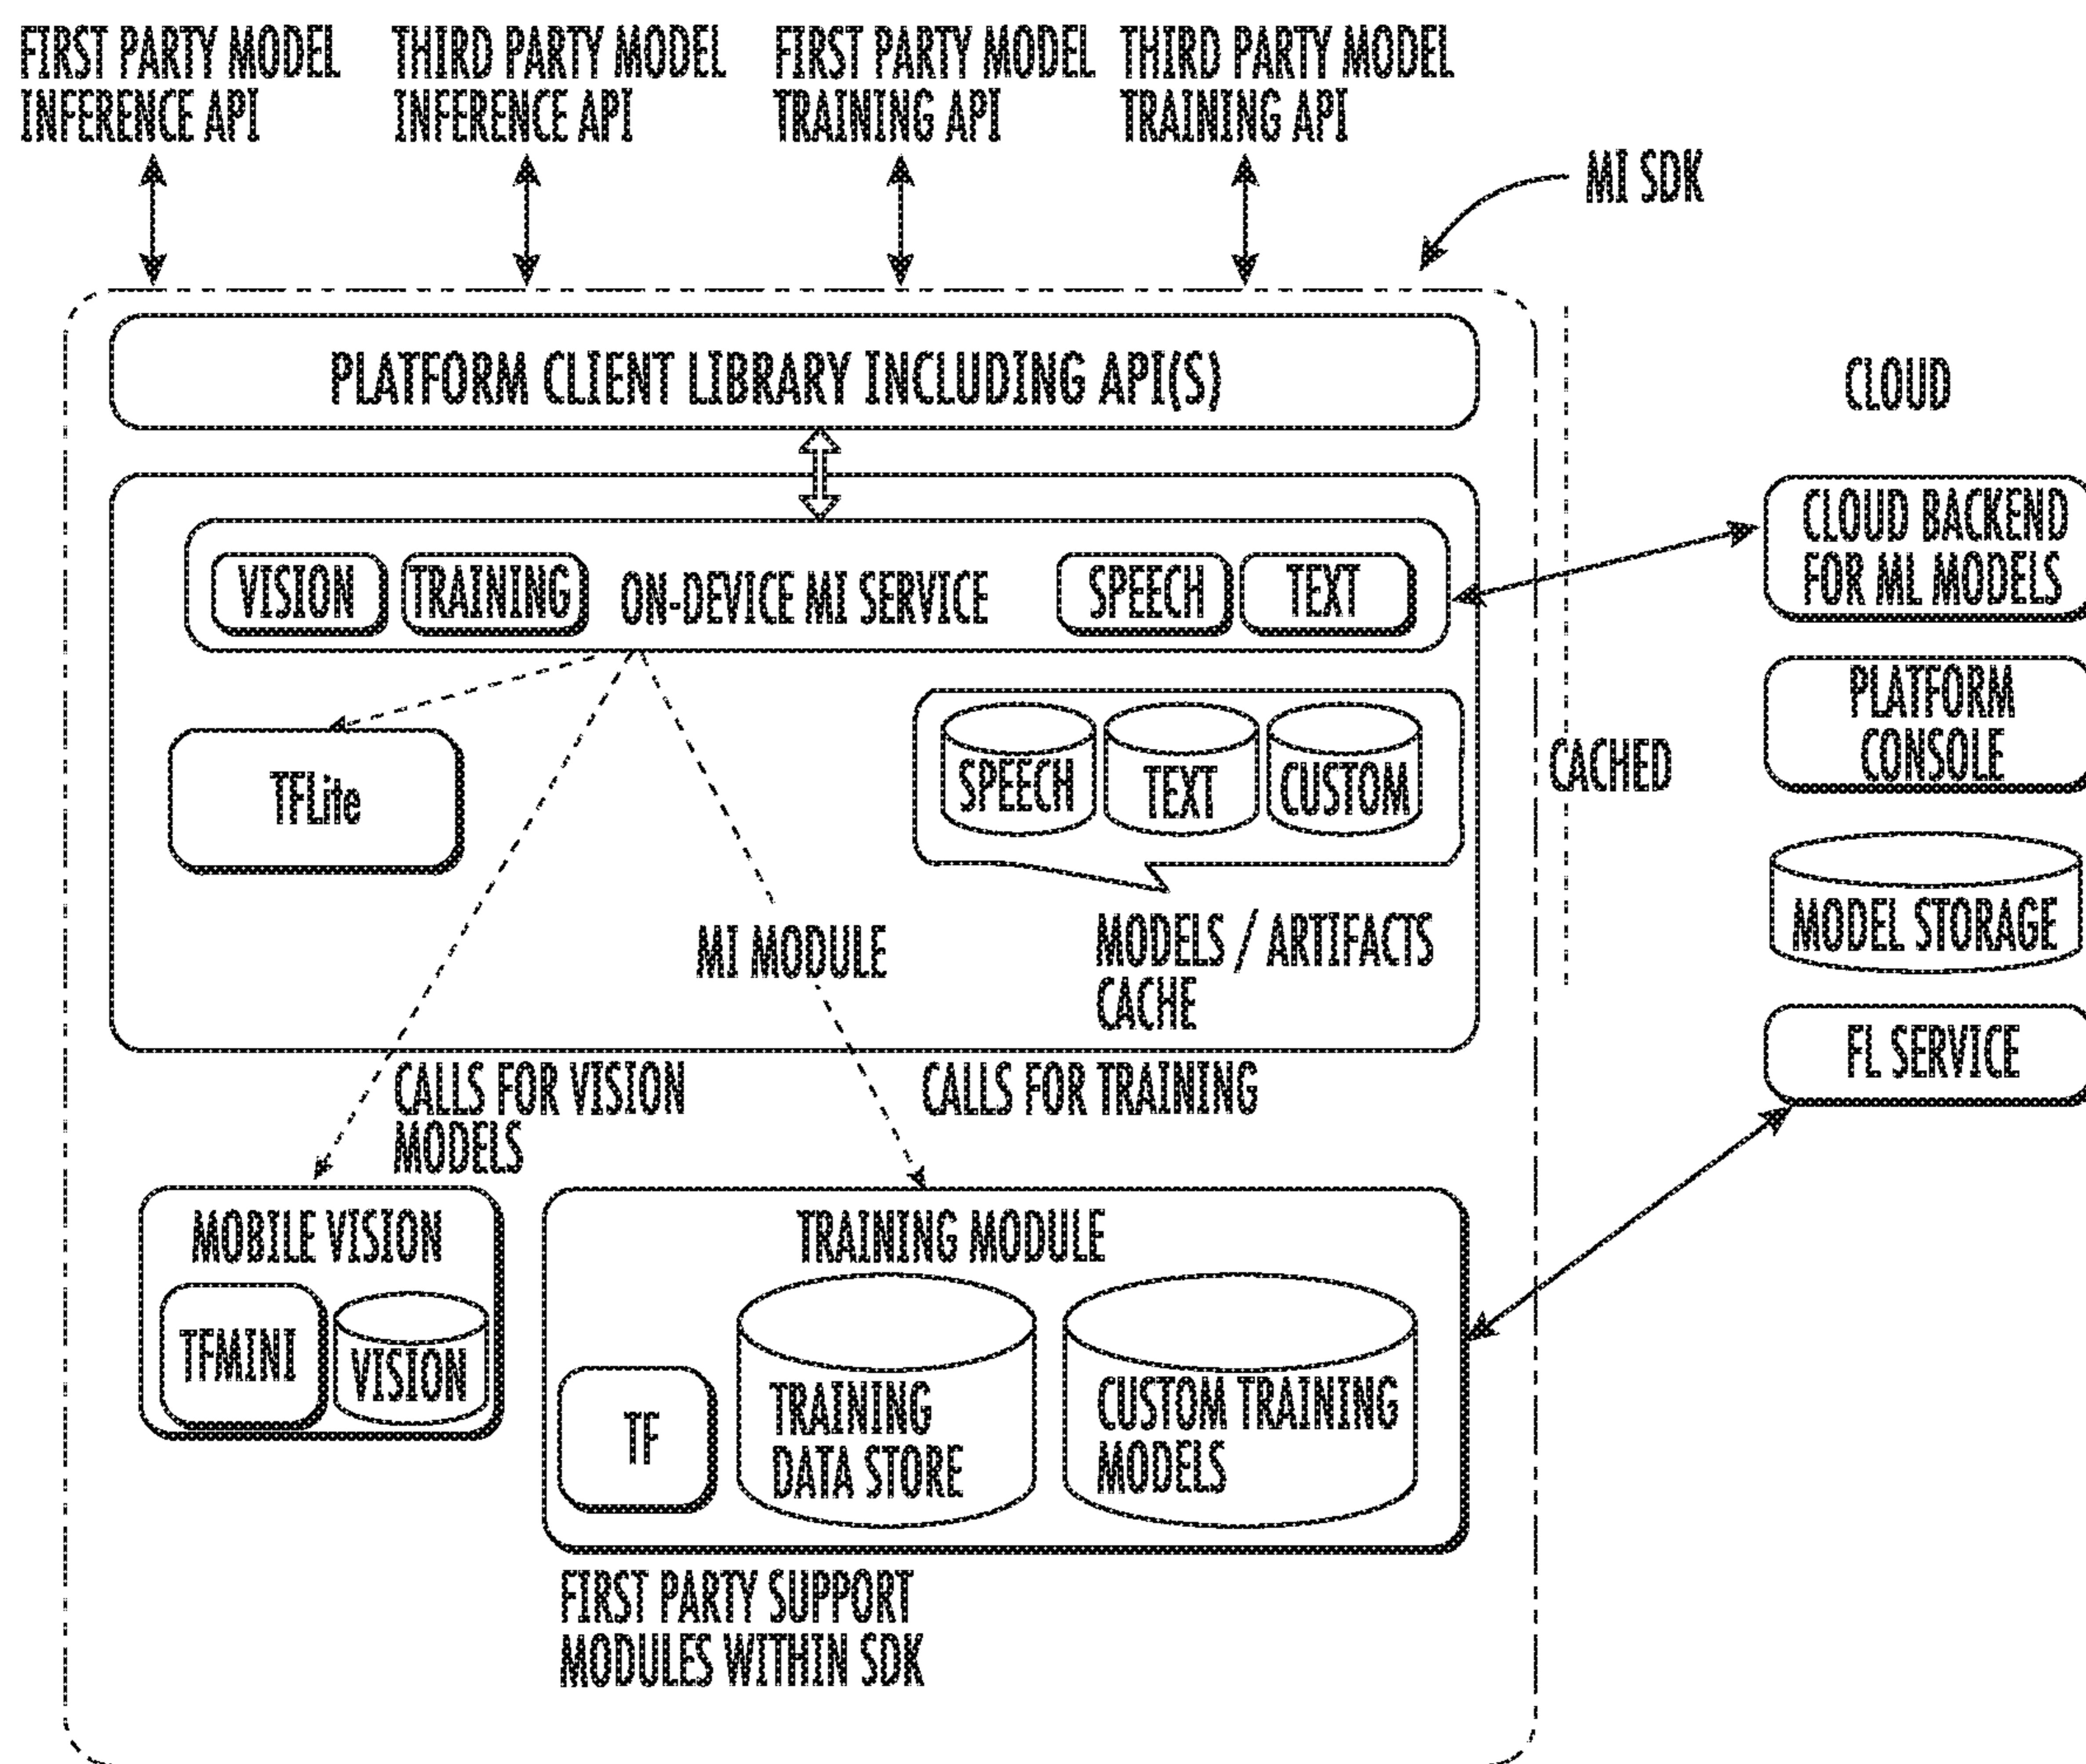 FIRST PARTY MODEL
INFERENCE API
THIRD PARTY MODEL
INFERENCE API
FIRST PARTY MODEL
TRAINING API
THIRD PARTY MODEL
TRAINING API
MI SDK
PLATFORM CLIENT LIBRARY INCLUDING API(S)
CLOUD
VISION
TRAINING
ON-DEVICE MI SERVICE
SPEECH
TEXT
CLOUD BACKEND
FOR ML MODELS
PLATFORM
CONSOLE
TFLite
SPEECH
TEXT
CUSTOM
CACHED
MODEL STORAGE
MI MODULE
MODELS / ARTIFACTS
CACHE
FL SERVICE
CALLS FOR VISION
MODELS
CALLS FOR TRAINING
MOBILE VISION
TFMINI
VISION
TRAINING MODULE
TF
TRAINING
DATA STORE
CUSTOM TRAINING
MODELS
FIRST PARTY SUPPORT
MODULES WITHIN SDK